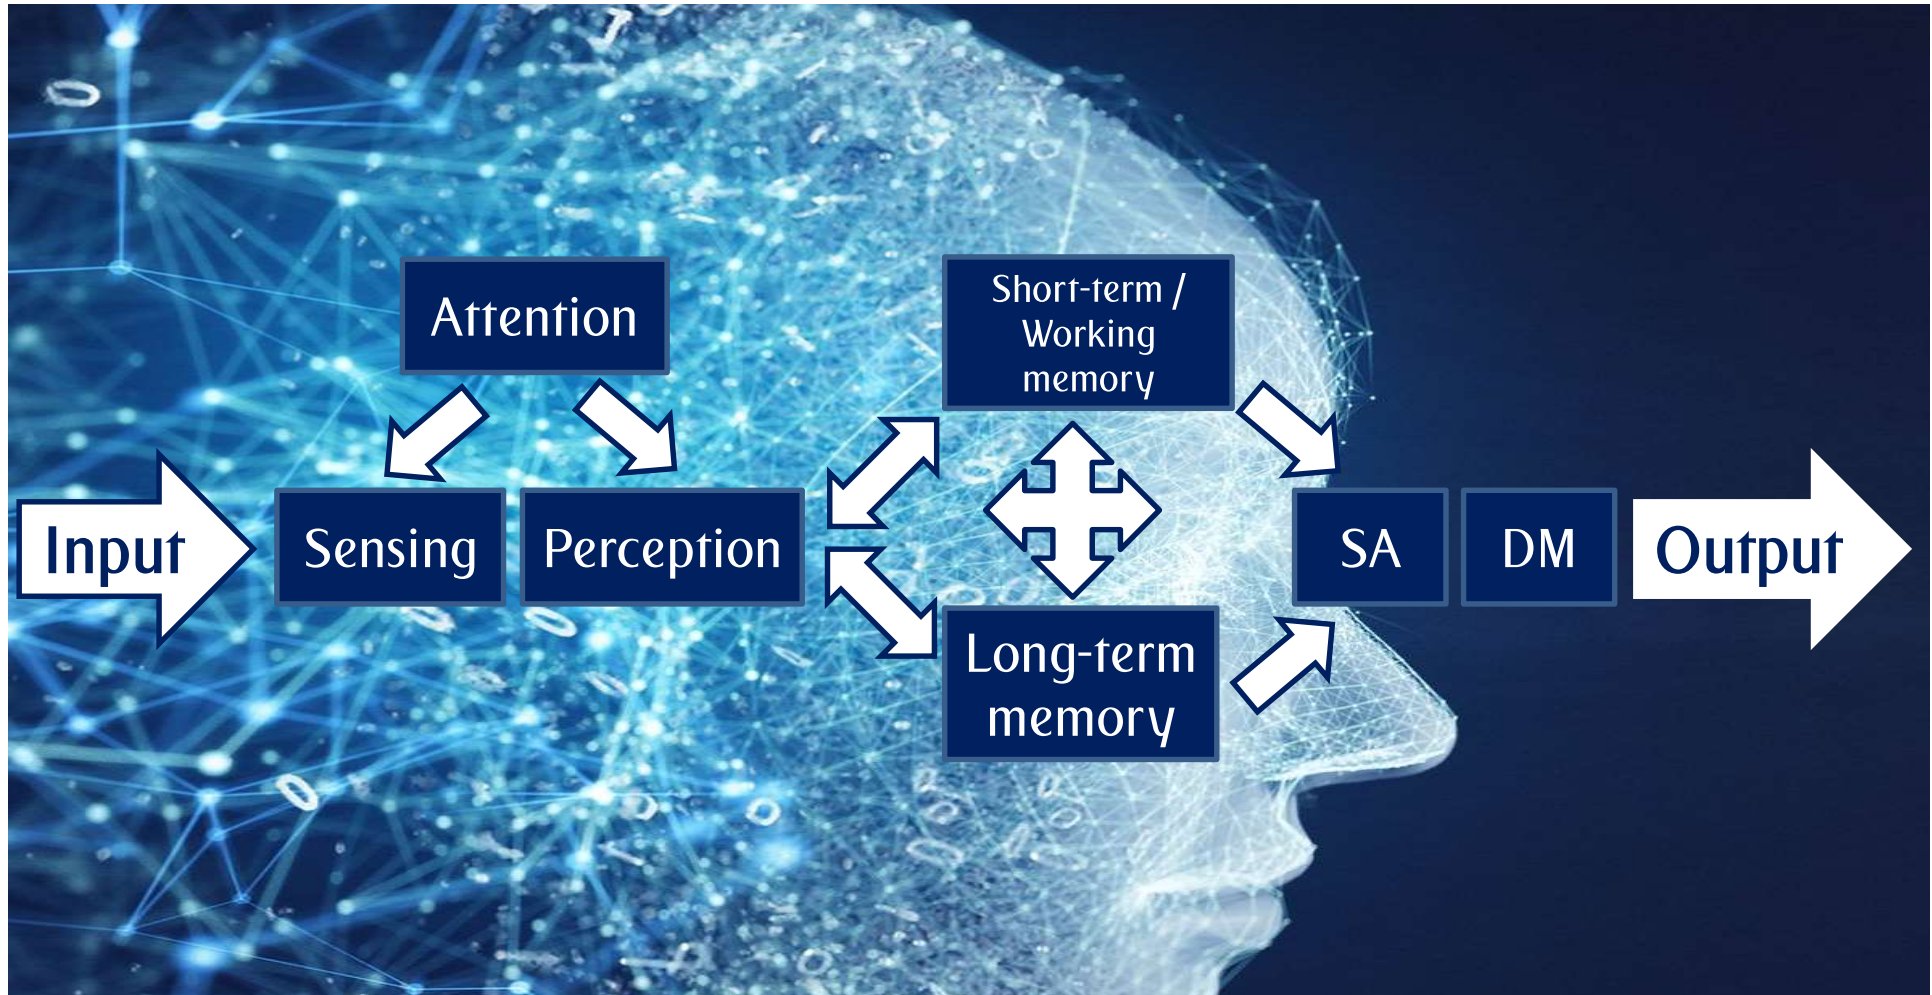 Attention
Short-term /
Working
memory
Input
Sensing
Perception
SA
DM
Output
Long-term
memory